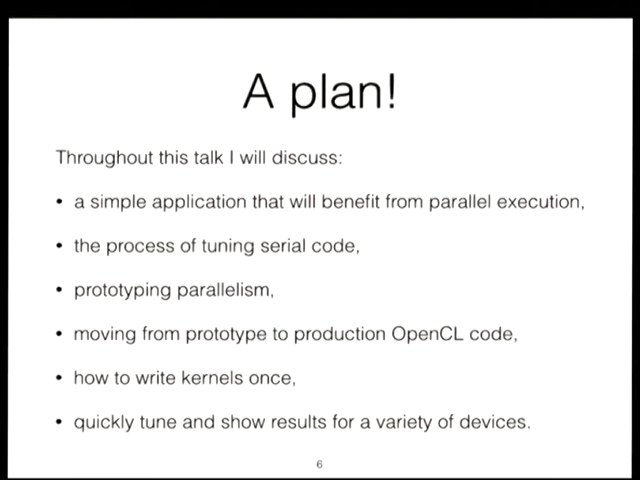 A plan!
Throughout this talk I will discuss:
• a simple application that will benefit from parallel execution,
• the process of tuning serial code,
• prototyping parallelism,
• moving from prototype to production OpenCL code,
• how to write kernels once,
• quickly tune and show results for a variety of devices.
6